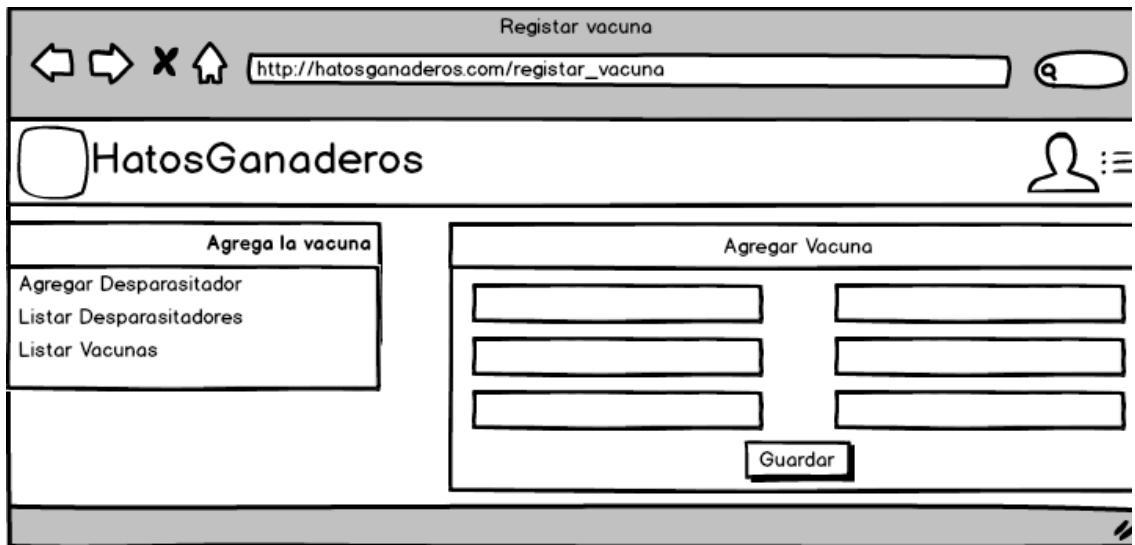 Registar vacuna
http://hatosganaderos.com/registar_vacuna
HatosGanaderos
Agrega la vacuna
Agregar Desparasitador
Listar Desparasitadores
Listar Vacunas
Agregar Vacuna
Guardar